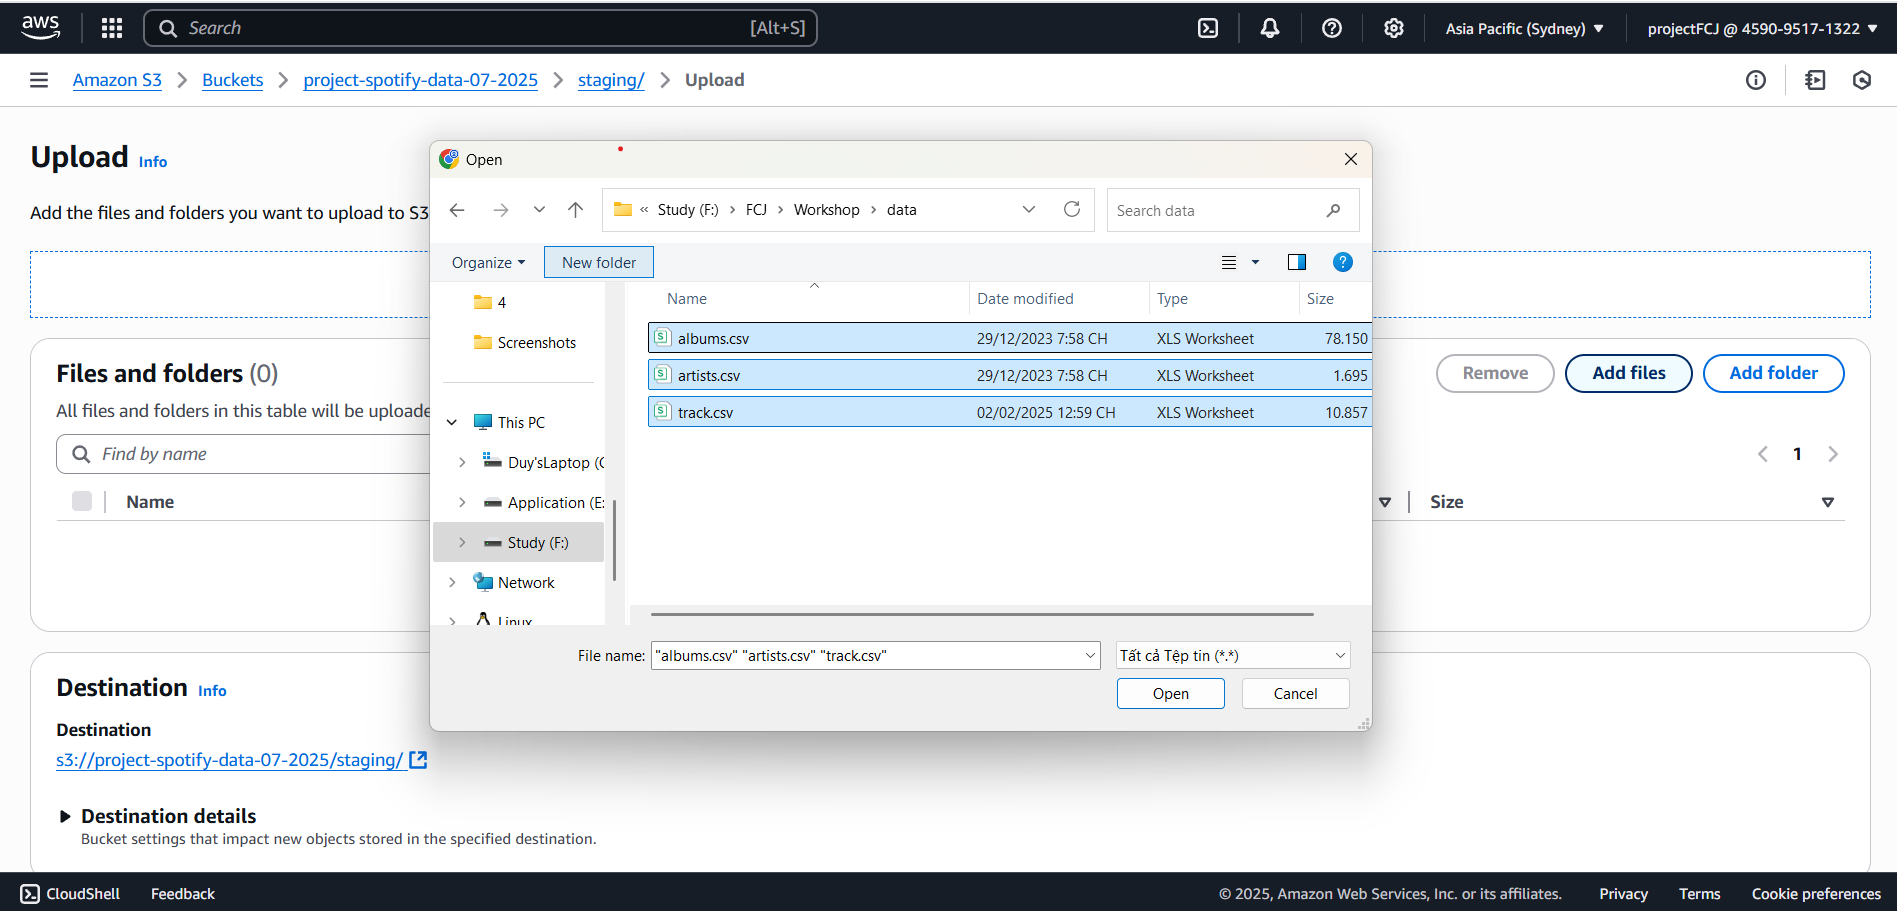 aws
Search [Alt+S]
Asia Pacific (Sydney)
projectFCJ @ 4590-9517-1322
Amazon S3 > Buckets > project-spotify-data-07-2025 > staging/ > Upload
Upload Info
Add the files and folders you want to upload to S3
Files and folders (0)
All files and folders in this table will be uploade
Find by name
Name
Remove
Add files
Add folder
1
Size
Open
« Study (F:) > FCJ > Workshop > data
Search data
Organize
New folder
4
Screenshots
This PC
Duy'sLaptop (C
Application (E:
Study (F:)
Network
Linux
Name Date modified Type Size
albums.csv 29/12/2023 7:58 CH XLS Worksheet 78.150
artists.csv 29/12/2023 7:58 CH XLS Worksheet 1.695
track.csv 02/02/2025 12:59 CH XLS Worksheet 10.857
File name: "albums.csv" "artists.csv" "track.csv"
Tất cả Tệp tin (*.*)
Open
Cancel
Destination Info
Destination
s3://project-spotify-data-07-2025/staging/
Destination details
Bucket settings that impact new objects stored in the specified destination.
CloudShell Feedback
© 2025, Amazon Web Services, Inc. or its affiliates. Privacy Terms Cookie preferences